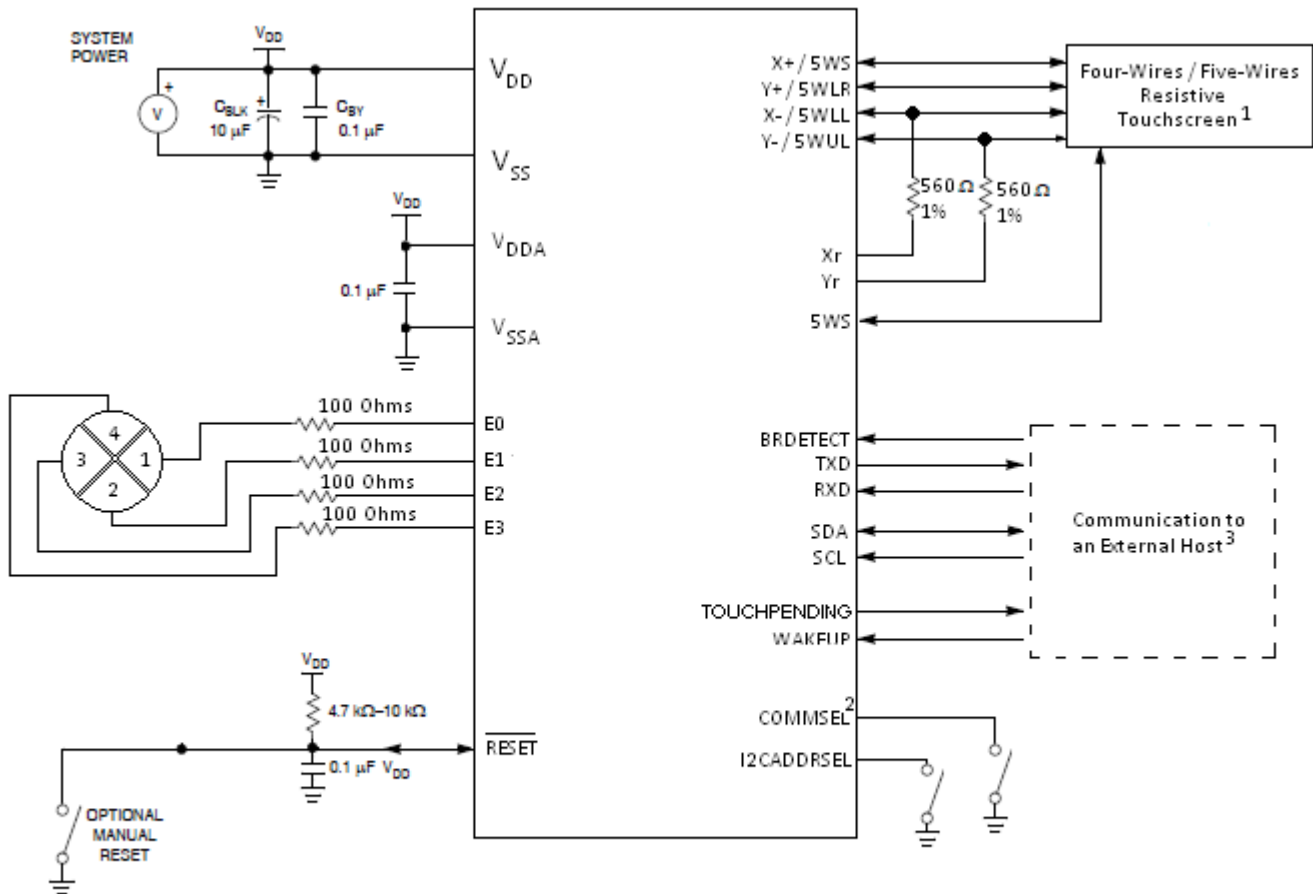 SYSTEM
POWER
VDD
+
V
CBLK
10 µF
+
CBY
0.1 µF
VDD
VSS
VDD
0.1 µF
VDDA
VSSA
4
3
1
2
100 Ohms
E0
100 Ohms
E1
100 Ohms
E2
100 Ohms
E3
VDD
4.7 kΩ–10 kΩ
RESET
0.1 µF VDD
OPTIONAL
MANUAL
RESET
X+ / 5WS
Y+ / 5WLR
X- / 5WLL
Y- / 5WUL
Four-Wires / Five-Wires
Resistive
Touchscreen 1
560 Ω
1%
560 Ω
1%
Xr
Yr
5WS
BRDETECT
TXD
RXD
SDA
SCL
TOUCHPENDING
WAKEUP
Communication to
an External Host 3
COMMSEL 2
I2CADDRSEL